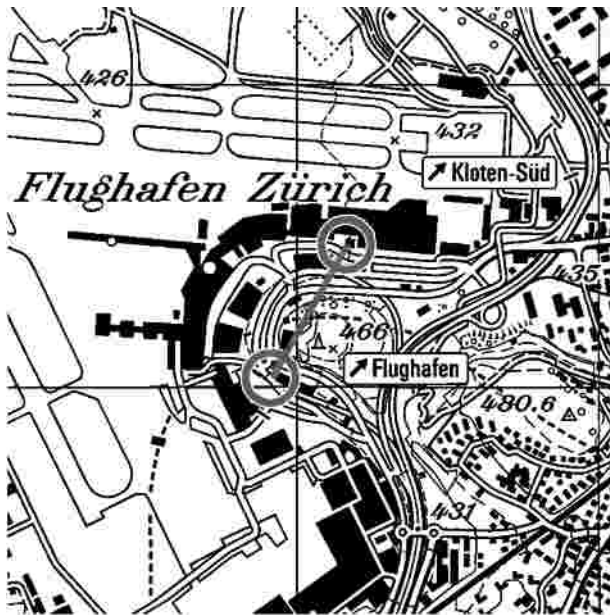 426
432
↗ Kloten-Süd
Flughafen Zürich
435
466
↗ Flughafen
480.6
431